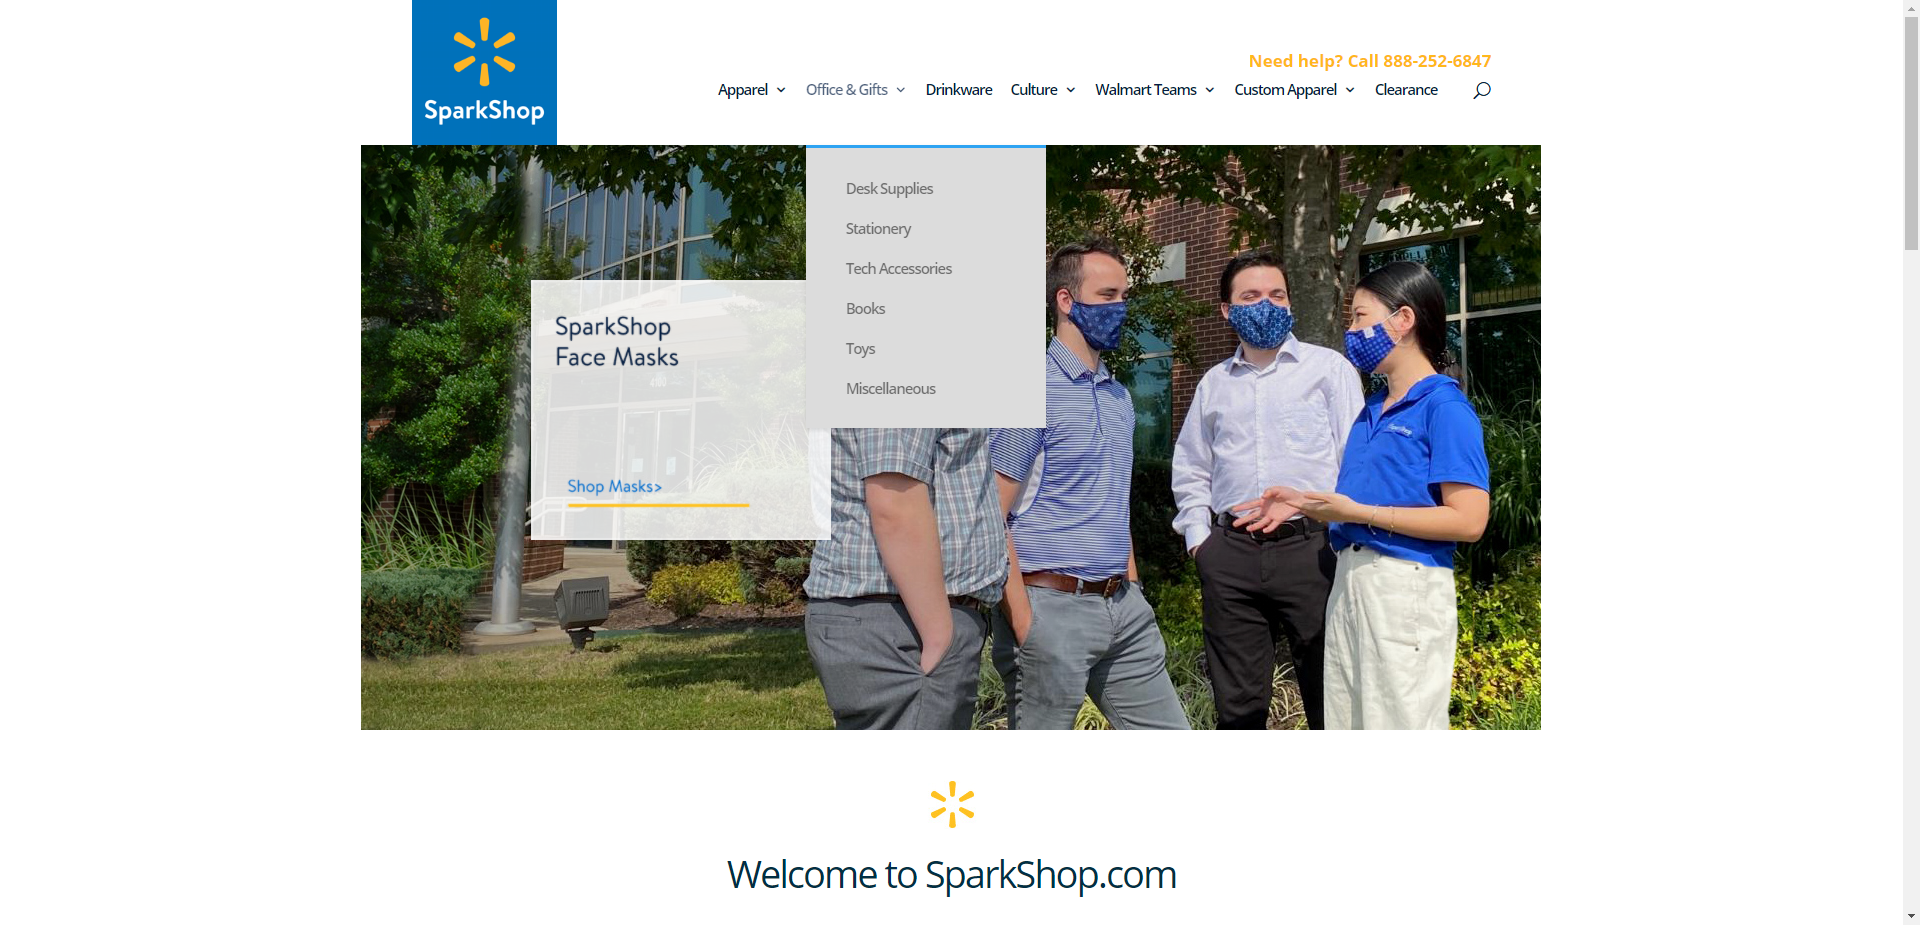 SparkShop
Need help? Call 888-252-6847
Apparel Office & Gifts Drinkware Culture Walmart Teams Custom Apparel Clearance
Desk Supplies
Stationery
Tech Accessories
Books
Toys
Miscellaneous
SparkShop
Face Masks
Shop Masks>
Welcome to SparkShop.com